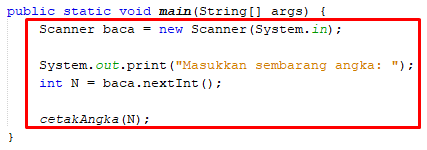 public static void main(String[] args) {
Scanner baca = new Scanner(System.in);
System.out.print("Masukkan sembarang angka: ");
int N = baca.nextInt();
cetakAngka(N);
}